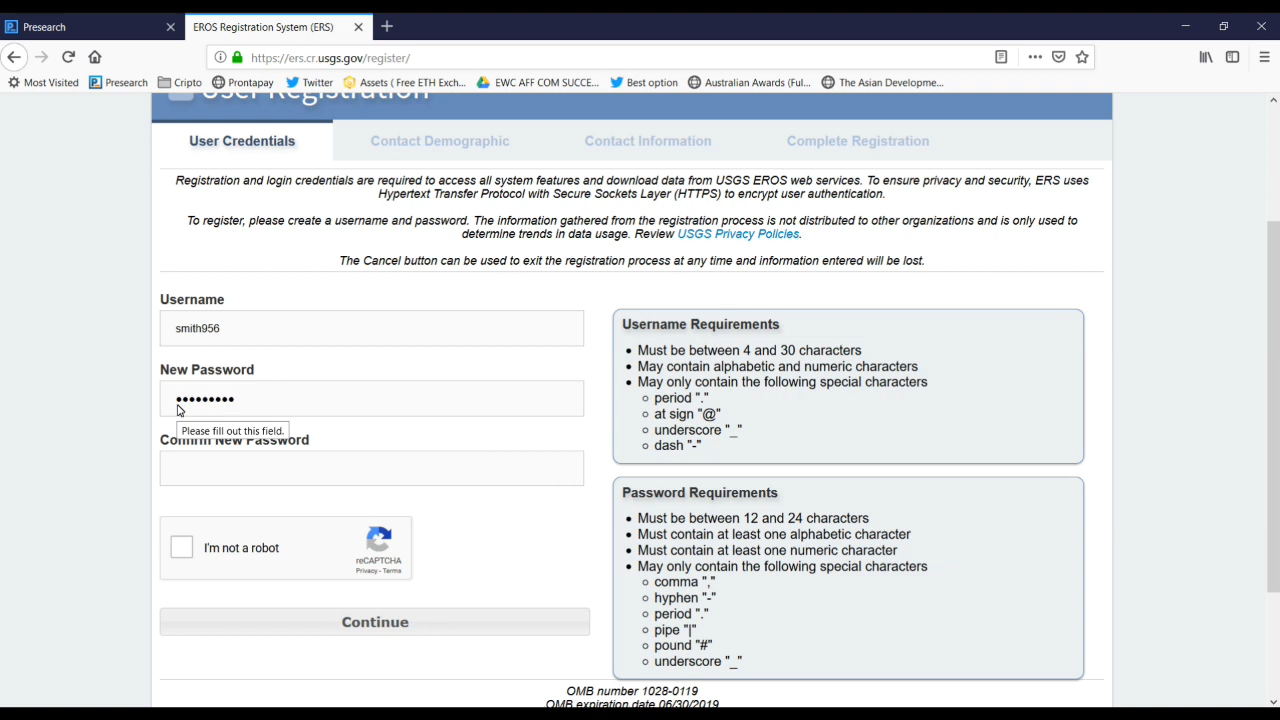 Presearch
EROS Registration System (ERS)
https://ers.cr.usgs.gov/register/
Most Visited
Presearch
Cripto
Prontapay
Twitter
Assets ( Free ETH Exch...
EWC AFF COM SUCCE...
Best option
Australian Awards (Ful...
The Asian Developme...
User Registration
User Credentials
Contact Demographic
Contact Information
Complete Registration
Registration and login credentials are required to access all system features and download data from USGS EROS web services. To ensure privacy and security, ERS uses
Hypertext Transfer Protocol with Secure Sockets Layer (HTTPS) to encrypt user authentication.
To register, please create a username and password. The information gathered from the registration process is not distributed to other organizations and is only used to
determine trends in data usage. Review USGS Privacy Policies.
The Cancel button can be used to exit the registration process at any time and information entered will be lost.
Username
smith956
New Password
•••••••••
Please fill out this field.
Confirm New Password
I'm not a robot
reCAPTCHA
Privacy - Terms
Continue
Username Requirements
Must be between 4 and 30 characters
May contain alphabetic and numeric characters
May only contain the following special characters
period "."
at sign "@"
underscore "_"
dash "-"
Password Requirements
Must be between 12 and 24 characters
Must contain at least one alphabetic character
Must contain at least one numeric character
May only contain the following special characters
comma ","
hyphen "-"
period "."
pipe "|"
pound "#"
underscore "_"
OMB number 1028-0119
OMB expiration date 06/30/2019